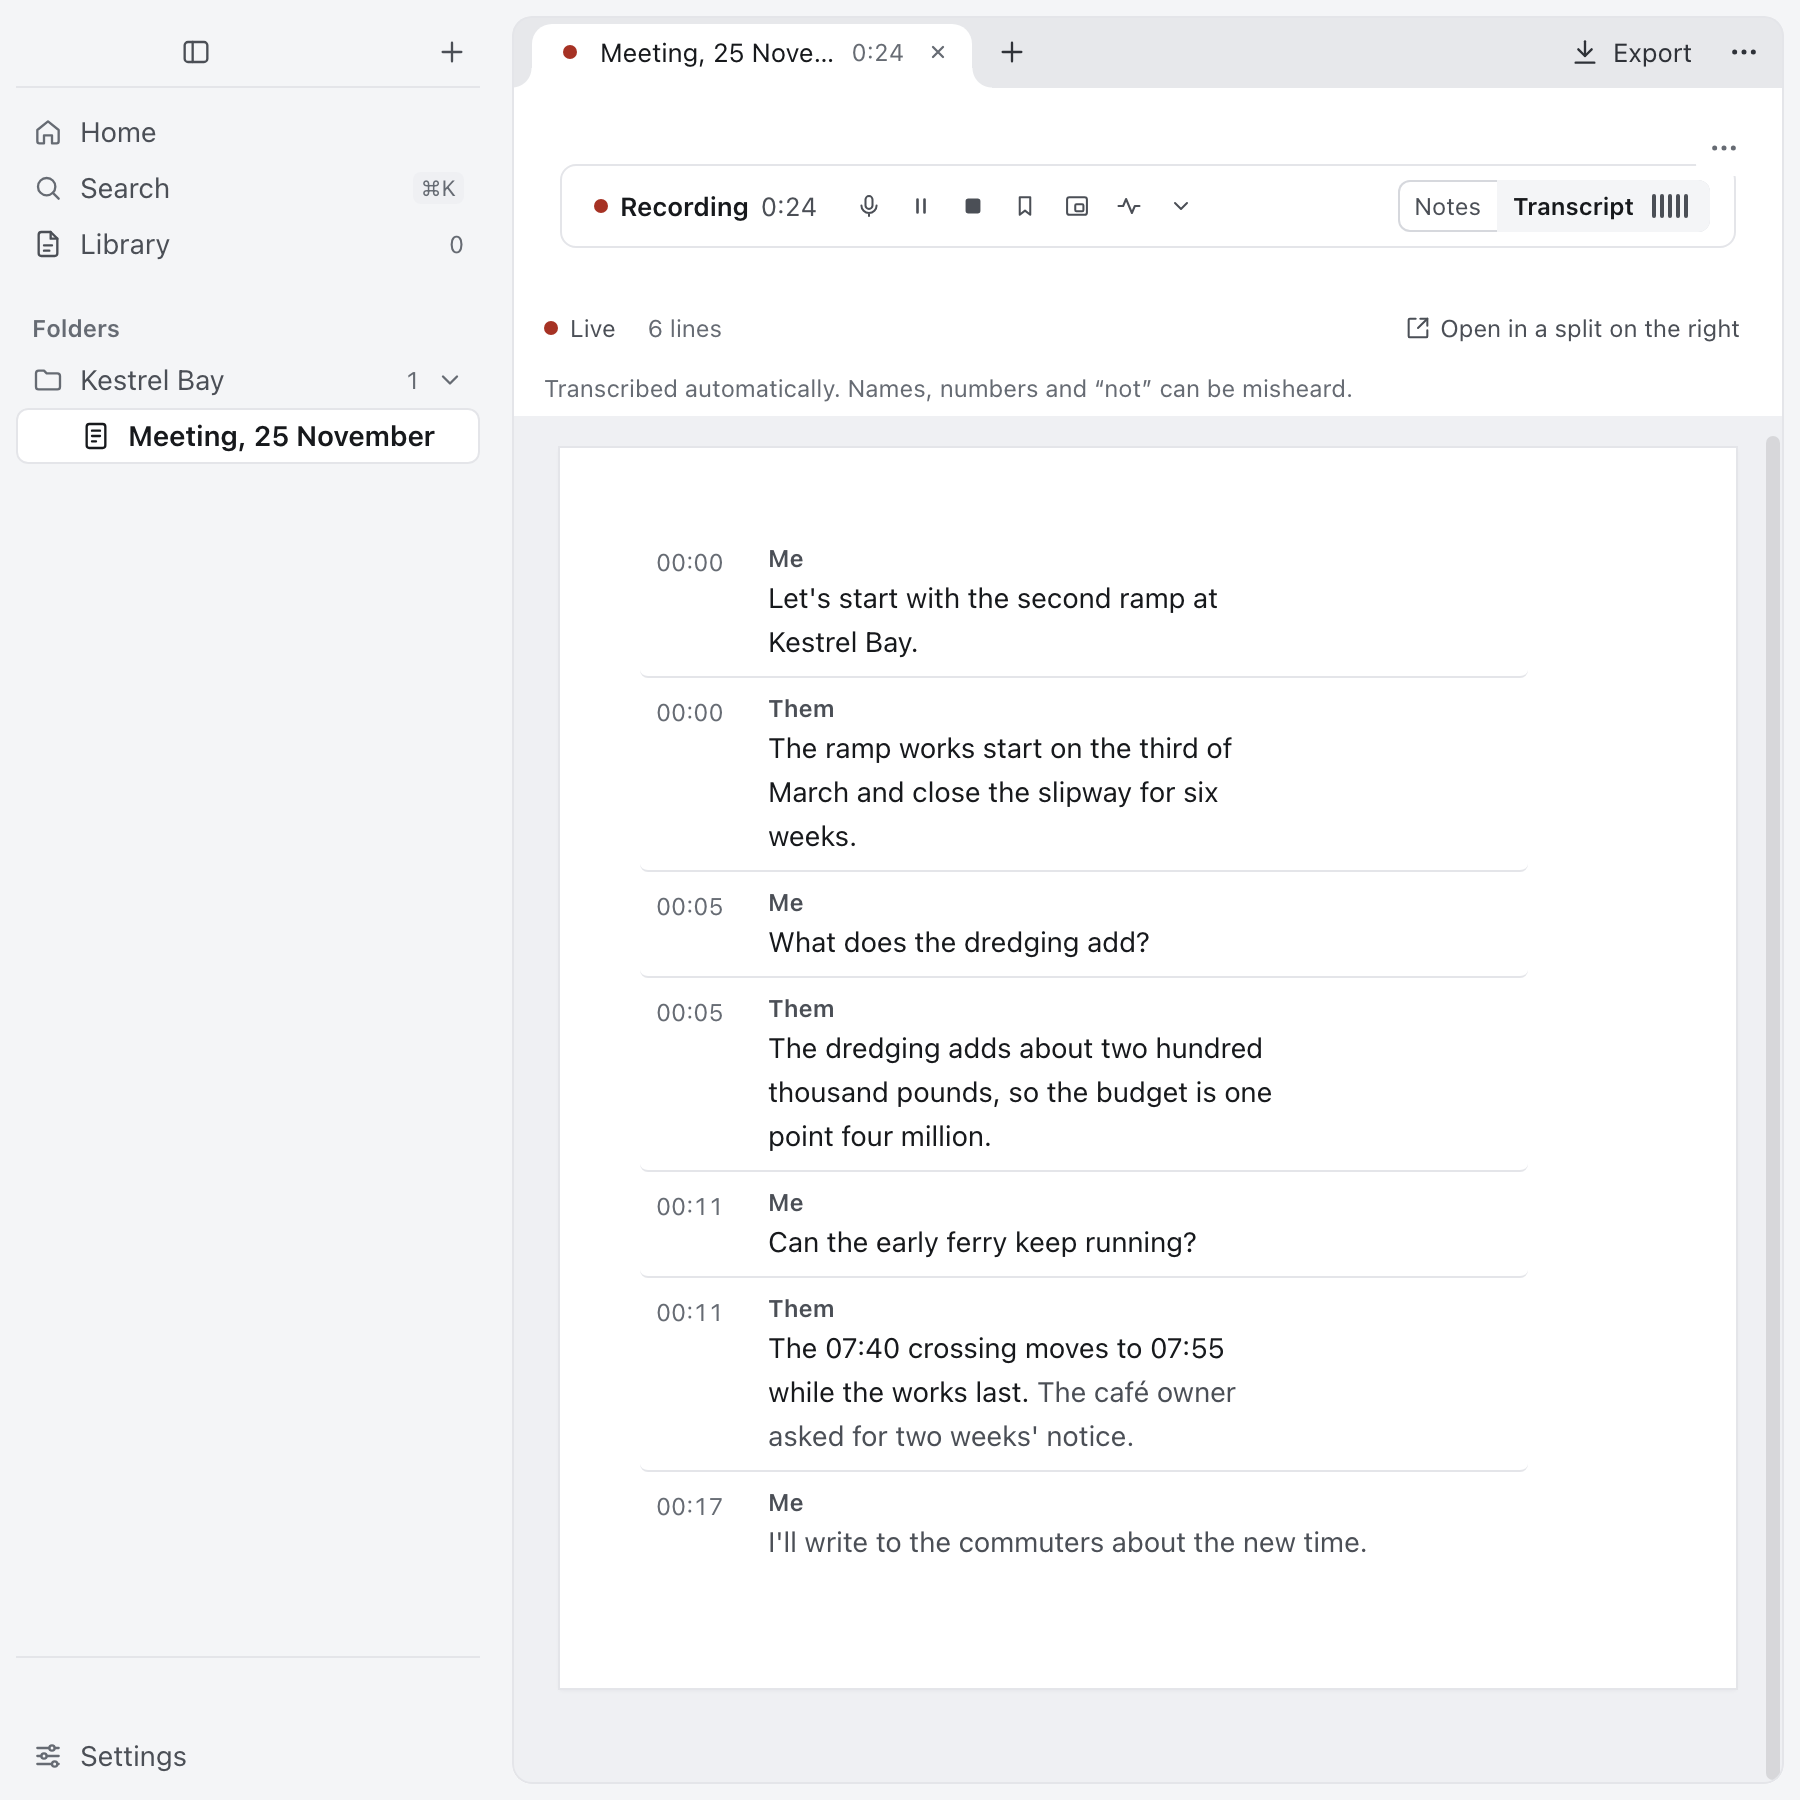 Meeting, 25 Nove... 0:24
Export
Home
Search ⌘K
Library 0
Folders
Kestrel Bay 1
Meeting, 25 November
Settings
Recording 0:24
Notes Transcript
Live 6 lines
Open in a split on the right
Transcribed automatically. Names, numbers and “not” can be misheard.
00:00 Me
Let's start with the second ramp at
Kestrel Bay.
00:00 Them
The ramp works start on the third of
March and close the slipway for six
weeks.
00:05 Me
What does the dredging add?
00:05 Them
The dredging adds about two hundred
thousand pounds, so the budget is one
point four million.
00:11 Me
Can the early ferry keep running?
00:11 Them
The 07:40 crossing moves to 07:55
while the works last. The café owner
asked for two weeks' notice.
00:17 Me
I'll write to the commuters about the new time.